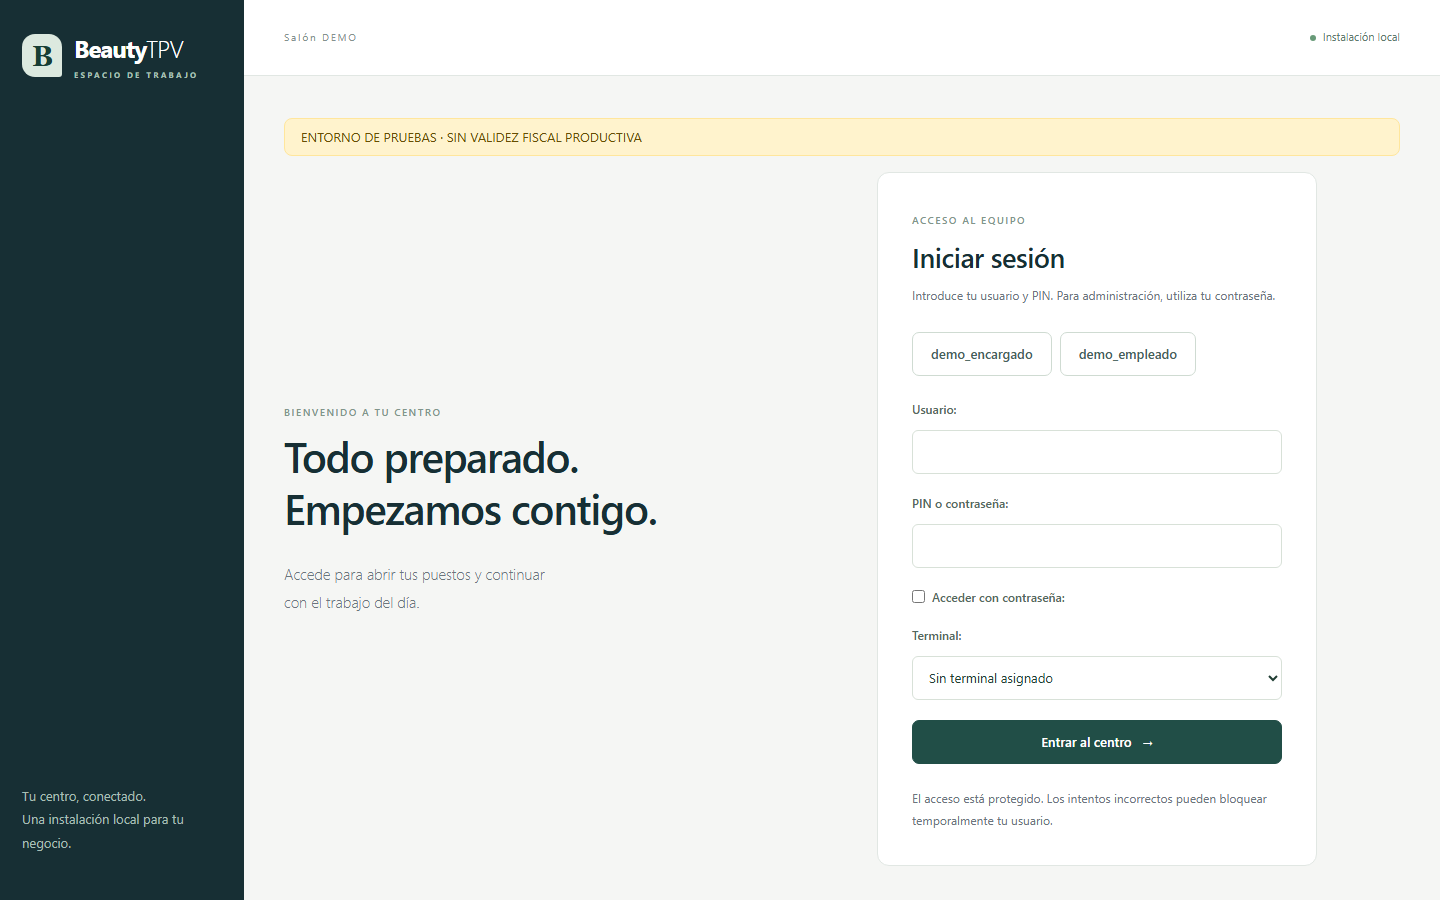 B
BeautyTPV
ESPACIO DE TRABAJO
Tu centro, conectado.
Una instalación local para tu
negocio.
Salón DEMO
Instalación local
ENTORNO DE PRUEBAS · SIN VALIDEZ FISCAL PRODUCTIVA
BIENVENIDO A TU CENTRO
Todo preparado.
Empezamos contigo.
Accede para abrir tus puestos y continuar
con el trabajo del día.
ACCESO AL EQUIPO
Iniciar sesión
Introduce tu usuario y PIN. Para administración, utiliza tu contraseña.
demo_encargado
demo_empleado
Usuario:
PIN o contraseña:
Acceder con contraseña:
Terminal:
Sin terminal asignado
Entrar al centro →
El acceso está protegido. Los intentos incorrectos pueden bloquear
temporalmente tu usuario.